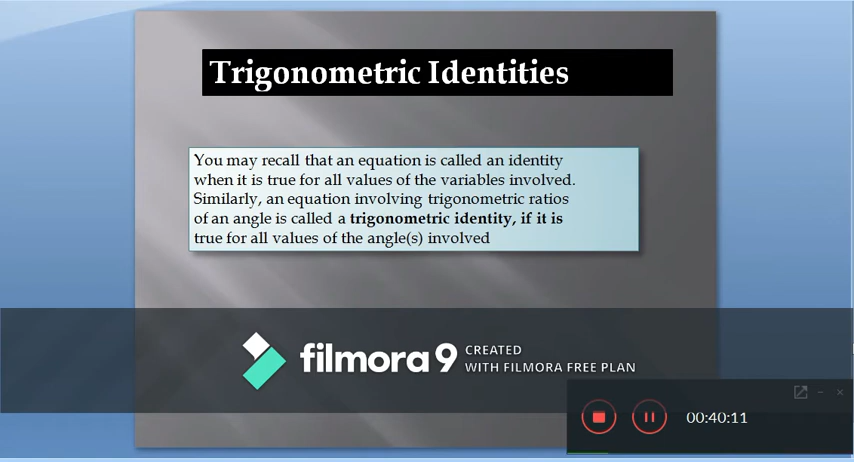 Trigonometric Identities
You may recall that an equation is called an identity
when it is true for all values of the variables involved.
Similarly, an equation involving trigonometric ratios
of an angle is called a trigonometric identity, if it is
true for all values of the angle(s) involved
filmora 9 CREATED
WITH FILMORA FREE PLAN
00:40:11